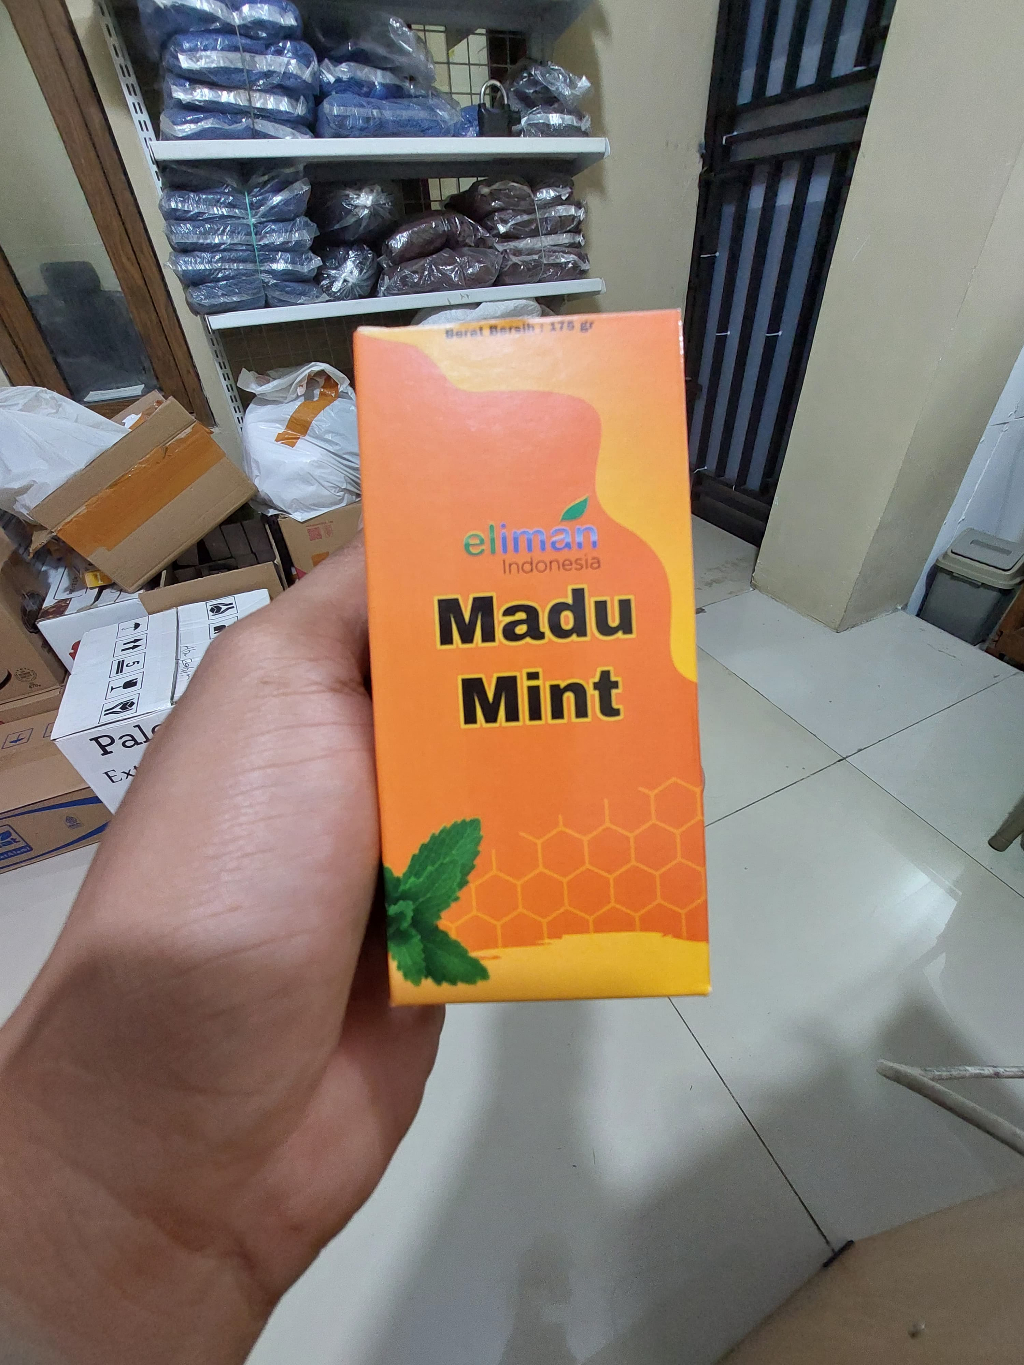 Berat Bersih | 175 gr
eliman
Indonesia
Madu
Mint